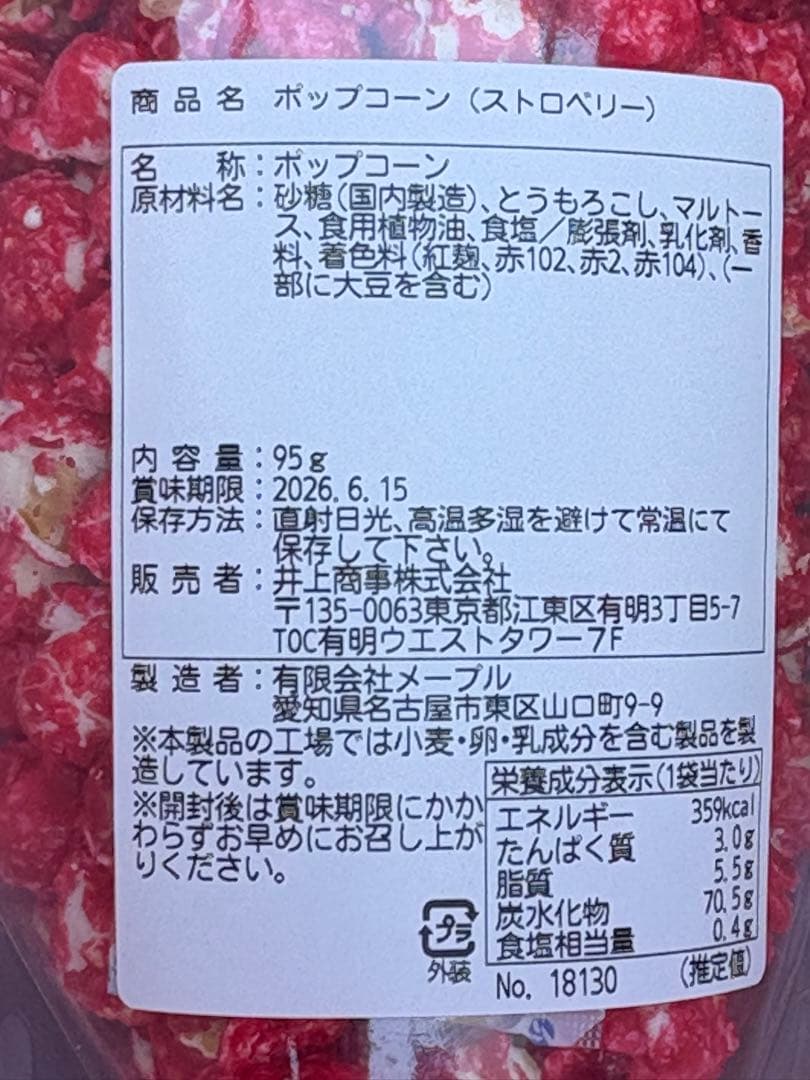 商品名 ポップコーン（ストロベリー）
名　　称：ポップコーン
原材料名：砂糖（国内製造）、とうもろこし、マルトー
ス、食用植物油、食塩／膨張剤、乳化剤、香
料、着色料（紅麹、赤102、赤2、赤104）、（一
部に大豆を含む）
内容量：95g
賞味期限：2026.6.15
保存方法：直射日光、高温多湿を避けて常温にて
保存して下さい。
販売者：井上商事株式会社
〒135-0063東京都江東区有明3丁目5-7
TOC有明ウエストタワー7F
製造者：有限会社メープル
愛知県名古屋市東区山口町9-9
※本製品の工場では小麦・卵・乳成分を含む製品を製
造しています。
※開封後は賞味期限にかか
わらずお早めにお召し上が
りください。
栄養成分表示（1袋当たり）
エネルギー 359kcal
たんぱく質 3.0g
脂質 5.5g
炭水化物 70.5g
食塩相当量 0.4g
プラ
外装
No. 18130 （推定値）